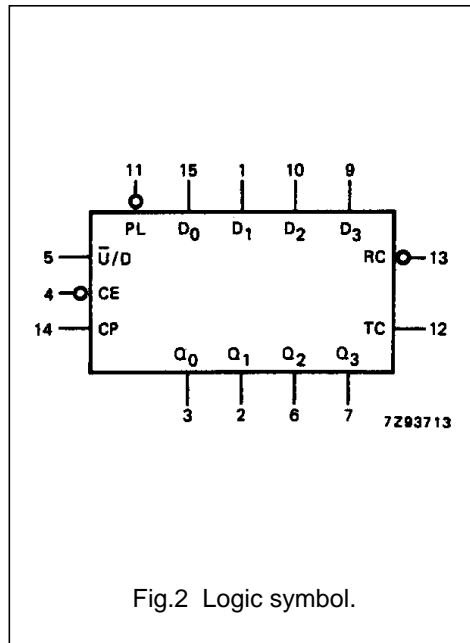 11 15 1 10 9
PL D0 D1 D2 D3
5 U̅/D RC 13
4 CE
14 CP TC 12
Q0 Q1 Q2 Q3
3 2 6 7
7Z93713
Fig.2 Logic symbol.